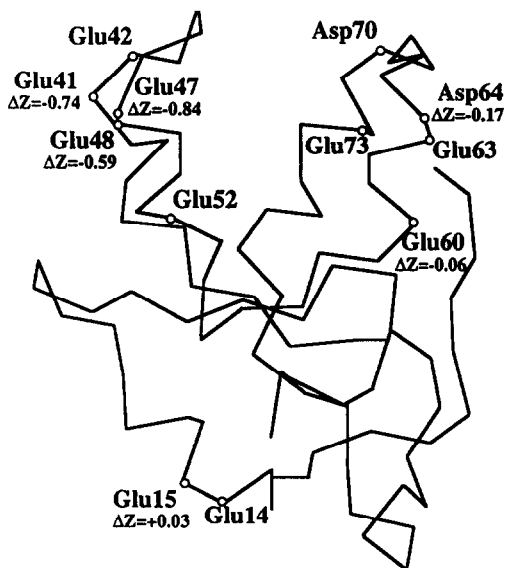 Glu42
Asp70
Glu41
ΔZ=-0.74
Glu47
ΔZ=-0.84
Glu48
ΔZ=-0.59
Asp64
ΔZ=-0.17
Glu73
Glu63
Glu52
Glu60
ΔZ=-0.06
Glu15
ΔZ=+0.03
Glu14